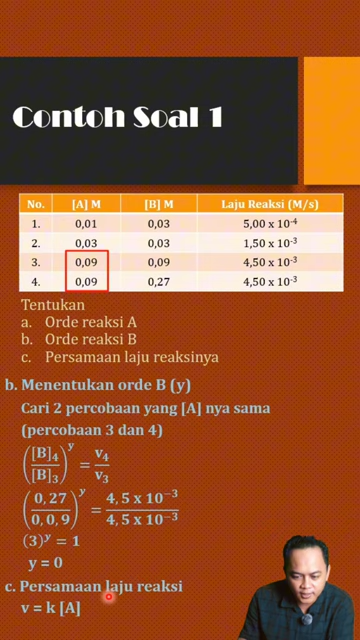 Contoh Soal 1
No. [A] M [B] M Laju Reaksi (M/s)
1. 0,01 0,03 5,00 x 10⁻⁴
2. 0,03 0,03 1,50 x 10⁻³
3. 0,09 0,09 4,50 x 10⁻³
4. 0,09 0,27 4,50 x 10⁻³
Tentukan
a. Orde reaksi A
b. Orde reaksi B
c. Persamaan laju reaksinya
b. Menentukan orde B (y)
Cari 2 percobaan yang [A] nya sama
(percobaan 3 dan 4)
([B]₄/[B]₃)ʸ = v₄/v₃
(0,27/0,0,9)ʸ = 4,5 x 10⁻³/4,5 x 10⁻³
(3)ʸ = 1
y = 0
c. Persamaan laju reaksi
v = k [A]